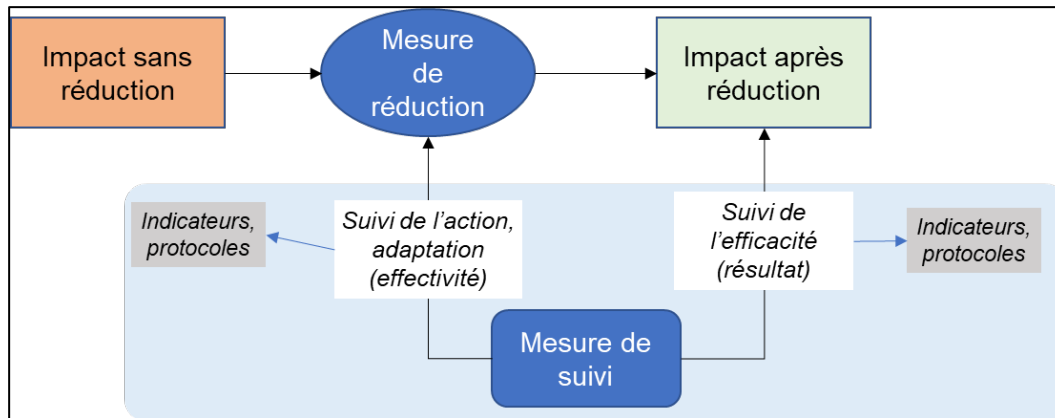 Impact sans
réduction
Mesure
de
réduction
Impact après
réduction
Indicateurs,
protocoles
Suivi de l'action,
adaptation
(effectivité)
Suivi de
l'efficacité
(résultat)
Indicateurs,
protocoles
Mesure de
suivi